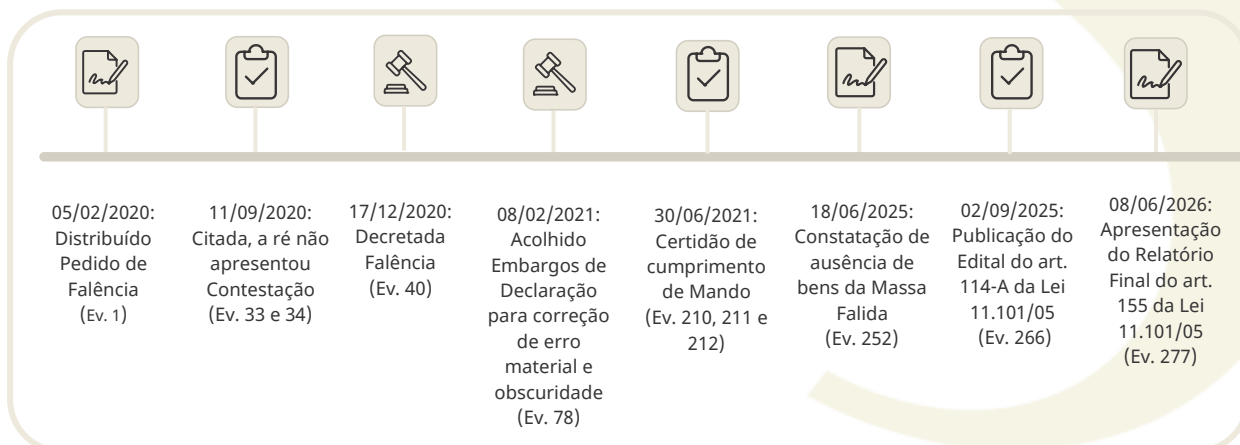 05/02/2020:
Distribuído
Pedido de
Falência
(Ev. 1)
11/09/2020:
Citada, a ré não
apresentou
Contestação
(Ev. 33 e 34)
17/12/2020:
Decretada
Falência
(Ev. 40)
08/02/2021:
Acolhido
Embargos de
Declaração
para correção
de erro
material e
obscuridade
(Ev. 78)
30/06/2021:
Certidão de
cumprimento
de Mando
(Ev. 210, 211 e
212)
18/06/2025:
Constatação de
ausência de
bens da Massa
Falida
(Ev. 252)
02/09/2025:
Publicação do
Edital do art.
114-A da Lei
11.101/05
(Ev. 266)
08/06/2026:
Apresentação
do Relatório
Final do art.
155 da Lei
11.101/05
(Ev. 277)